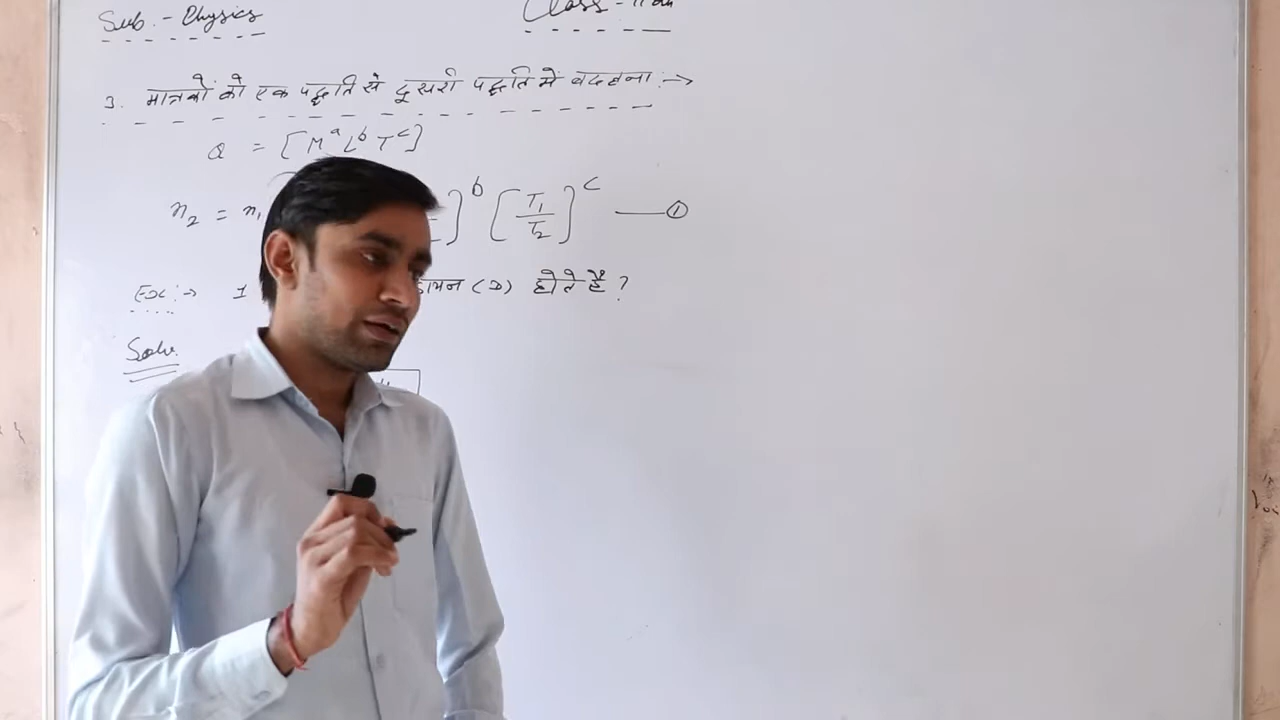 Sub. - Physics
Class - 11th
3. मात्रकों को एक पद्धति से दूसरी पद्धति में बदलना :→
Q = [M^a L^b T^c]
n₂ = n₁ ]^b [T₁/T₂]^c —— ①
Ex :→ 1 डायन (D) होते हैं ?
Solu.